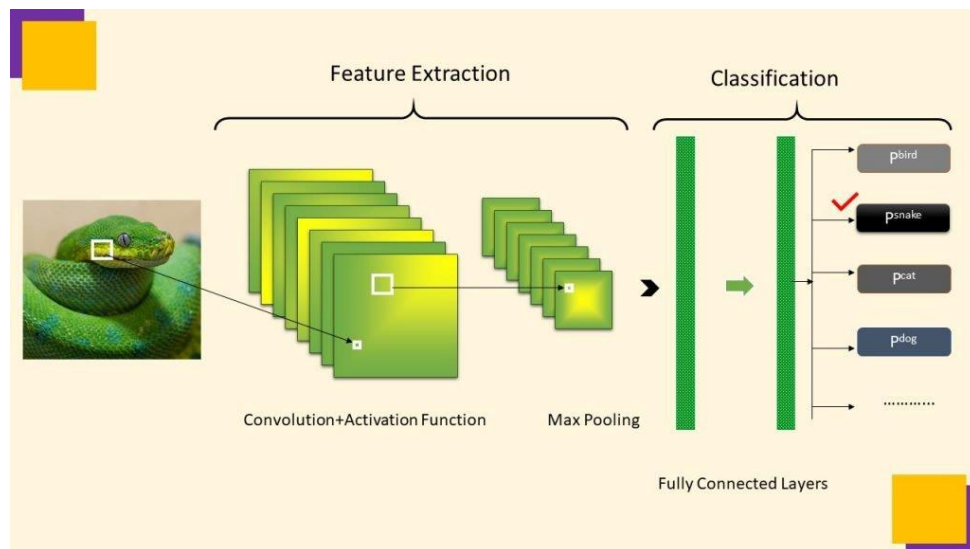 Feature Extraction
Classification
Pbird
Psnake
Pcat
Pdog
............
Convolution+Activation Function
Max Pooling
Fully Connected Layers